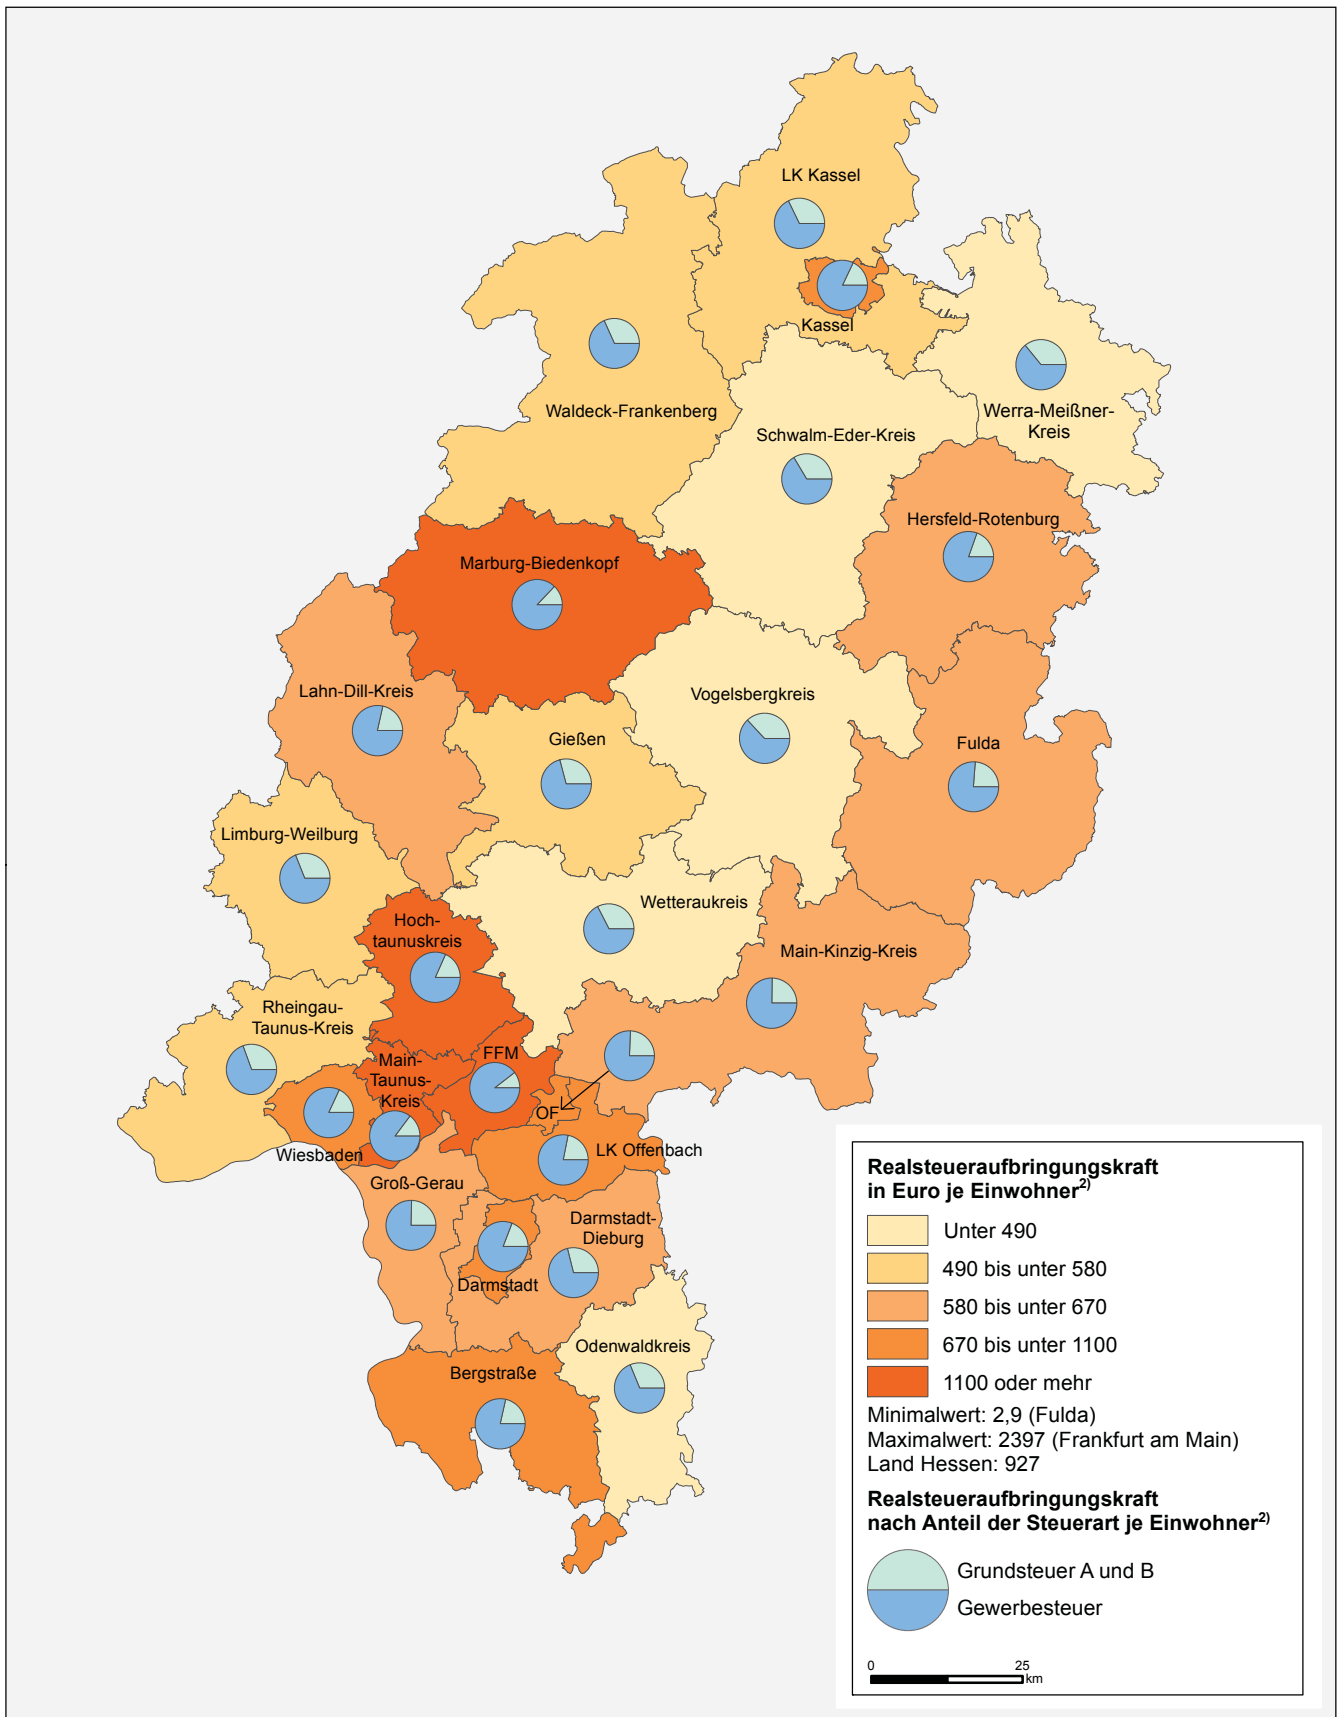 LK Kassel
Kassel
Waldeck-Frankenberg
Werra-Meißner-
Kreis
Schwalm-Eder-Kreis
Hersfeld-Rotenburg
Marburg-Biedenkopf
Lahn-Dill-Kreis
Vogelsbergkreis
Gießen
Fulda
Limburg-Weilburg
Wetteraukreis
Hoch-
taunuskreis
Main-Kinzig-Kreis
Rheingau-
Taunus-Kreis
FFM
Main-
Taunus-
Kreis
OF
Wiesbaden
LK Offenbach
Groß-Gerau
Darmstadt-
Dieburg
Darmstadt
Odenwaldkreis
Bergstraße
Realsteueraufbringungskraft
in Euro je Einwohner²⁾
Unter 490
490 bis unter 580
580 bis unter 670
670 bis unter 1100
1100 oder mehr
Minimalwert: 2,9 (Fulda)
Maximalwert: 2397 (Frankfurt am Main)
Land Hessen: 927
Realsteueraufbringungskraft
nach Anteil der Steuerart je Einwohner²⁾
Grundsteuer A und B
Gewerbesteuer
0 25
km